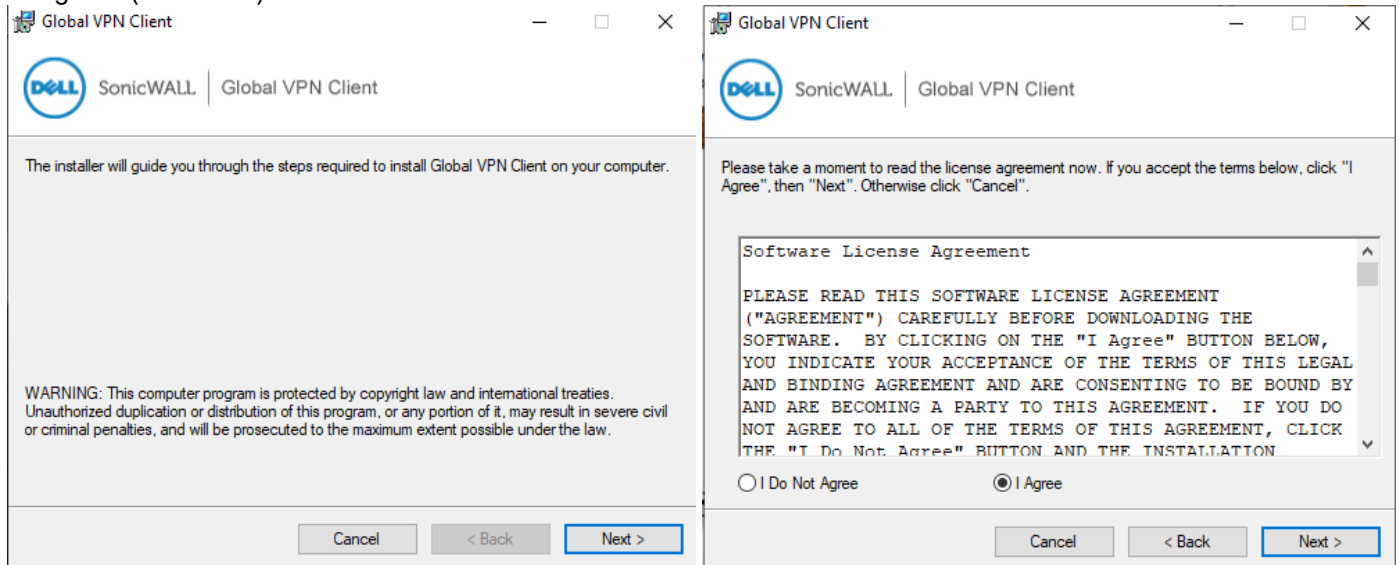 Global VPN Client
DELL SonicWALL | Global VPN Client
The installer will guide you through the steps required to install Global VPN Client on your computer.
WARNING: This computer program is protected by copyright law and international treaties.
Unauthorized duplication or distribution of this program, or any portion of it, may result in severe civil
or criminal penalties, and will be prosecuted to the maximum extent possible under the law.
Cancel < Back Next >
Global VPN Client
DELL SonicWALL | Global VPN Client
Please take a moment to read the license agreement now. If you accept the terms below, click "I
Agree", then "Next". Otherwise click "Cancel".
Software License Agreement
PLEASE READ THIS SOFTWARE LICENSE AGREEMENT
("AGREEMENT") CAREFULLY BEFORE DOWNLOADING THE
SOFTWARE.  BY CLICKING ON THE "I Agree" BUTTON BELOW,
YOU INDICATE YOUR ACCEPTANCE OF THE TERMS OF THIS LEGAL
AND BINDING AGREEMENT AND ARE CONSENTING TO BE BOUND BY
AND ARE BECOMING A PARTY TO THIS AGREEMENT.  IF YOU DO
NOT AGREE TO ALL OF THE TERMS OF THIS AGREEMENT, CLICK
THE "I Do Not Agree" BUTTON AND THE INSTALLATION
I Do Not Agree I Agree
Cancel < Back Next >